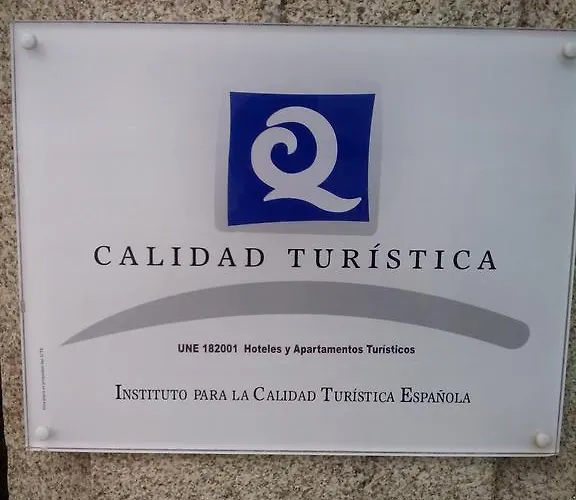 Q
CALIDAD TURÍSTICA
UNE 182001 Hoteles y Apartamentos Turísticos
INSTITUTO PARA LA CALIDAD TURÍSTICA ESPAÑOLA